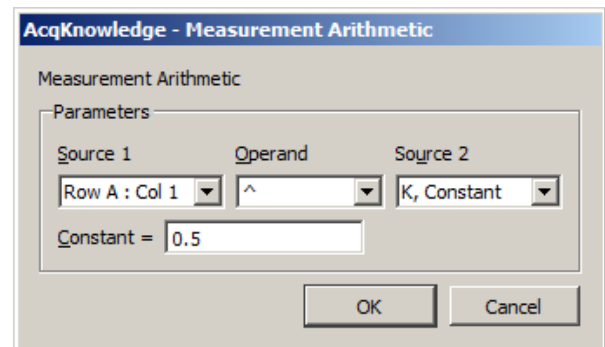 AcqKnowledge - Measurement Arithmetic
Measurement Arithmetic
Parameters
Source 1 Operand Source 2
Row A : Col 1 ^ K, Constant
Constant = 0.5
OK Cancel